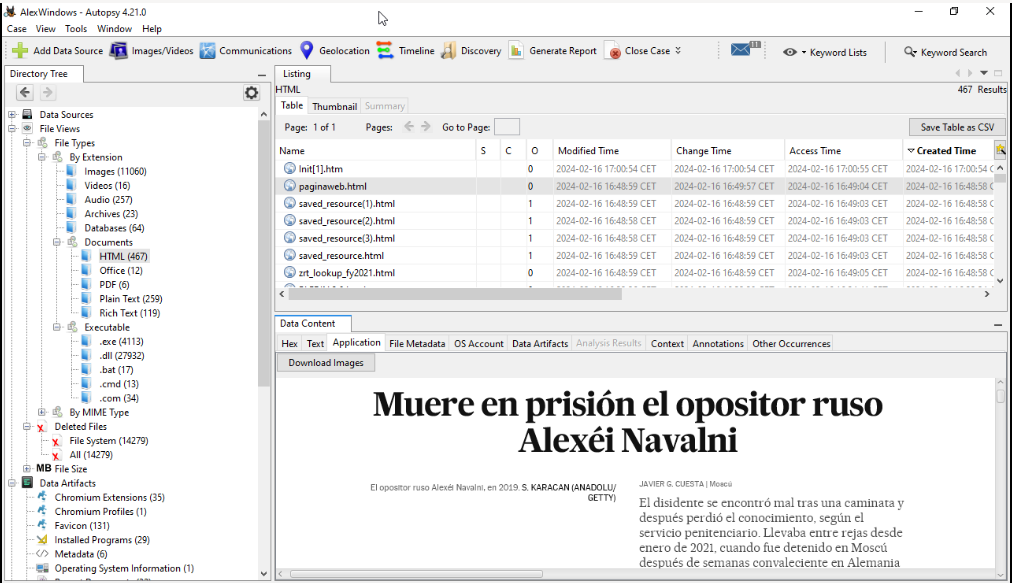 AlexWindows - Autopsy 4.21.0
Case View Tools Window Help
Add Data Source Images/Videos Communications Geolocation Timeline Discovery Generate Report Close Case 11 Keyword Lists Keyword Search
Directory Tree
Data Sources
File Views
File Types
By Extension
Images (11060)
Videos (16)
Audio (257)
Archives (23)
Databases (64)
Documents
HTML (467)
Office (12)
PDF (6)
Plain Text (259)
Rich Text (119)
Executable
.exe (4113)
.dll (27932)
.bat (17)
.cmd (13)
.com (34)
By MIME Type
Deleted Files
File System (14279)
All (14279)
MB File Size
Data Artifacts
Chromium Extensions (35)
Chromium Profiles (1)
Favicon (131)
Installed Programs (29)
Metadata (6)
Operating System Information (1)
Listing
HTML
467 Results
Table Thumbnail Summary
Page: 1 of 1 Pages: Go to Page: Save Table as CSV
Name S C O Modified Time Change Time Access Time Created Time
Init[1].htm 0 2024-02-16 17:00:54 CET 2024-02-16 17:00:54 CET 2024-02-16 17:00:55 CET 2024-02-16 17:00:54 C
paginaweb.html 0 2024-02-16 16:48:59 CET 2024-02-16 16:49:57 CET 2024-02-16 16:49:04 CET 2024-02-16 16:48:58 C
saved_resource(1).html 1 2024-02-16 16:48:59 CET 2024-02-16 16:48:59 CET 2024-02-16 16:49:03 CET 2024-02-16 16:48:58 C
saved_resource(2).html 1 2024-02-16 16:48:59 CET 2024-02-16 16:48:59 CET 2024-02-16 16:49:03 CET 2024-02-16 16:48:58 C
saved_resource(3).html 1 2024-02-16 16:48:59 CET 2024-02-16 16:48:59 CET 2024-02-16 16:49:03 CET 2024-02-16 16:48:58 C
saved_resource.html 1 2024-02-16 16:48:59 CET 2024-02-16 16:48:59 CET 2024-02-16 16:49:03 CET 2024-02-16 16:48:58 C
zrt_lookup_fy2021.html 0 2024-02-16 16:48:59 CET 2024-02-16 16:48:59 CET 2024-02-16 16:49:05 CET 2024-02-16 16:48:58 C
Data Content
Hex Text Application File Metadata OS Account Data Artifacts Analysis Results Context Annotations Other Occurrences
Download Images
Muere en prisión el opositor ruso
Alexéi Navalni
El opositor ruso Alexéi Navalni, en 2019. S. KARACAN (ANADOLU/
GETTY)
JAVIER G. CUESTA | Moscú
El disidente se encontró mal tras una caminata y
después perdió el conocimiento, según el
servicio penitenciario. Llevaba entre rejas desde
enero de 2021, cuando fue detenido en Moscú
después de semanas convaleciente en Alemania